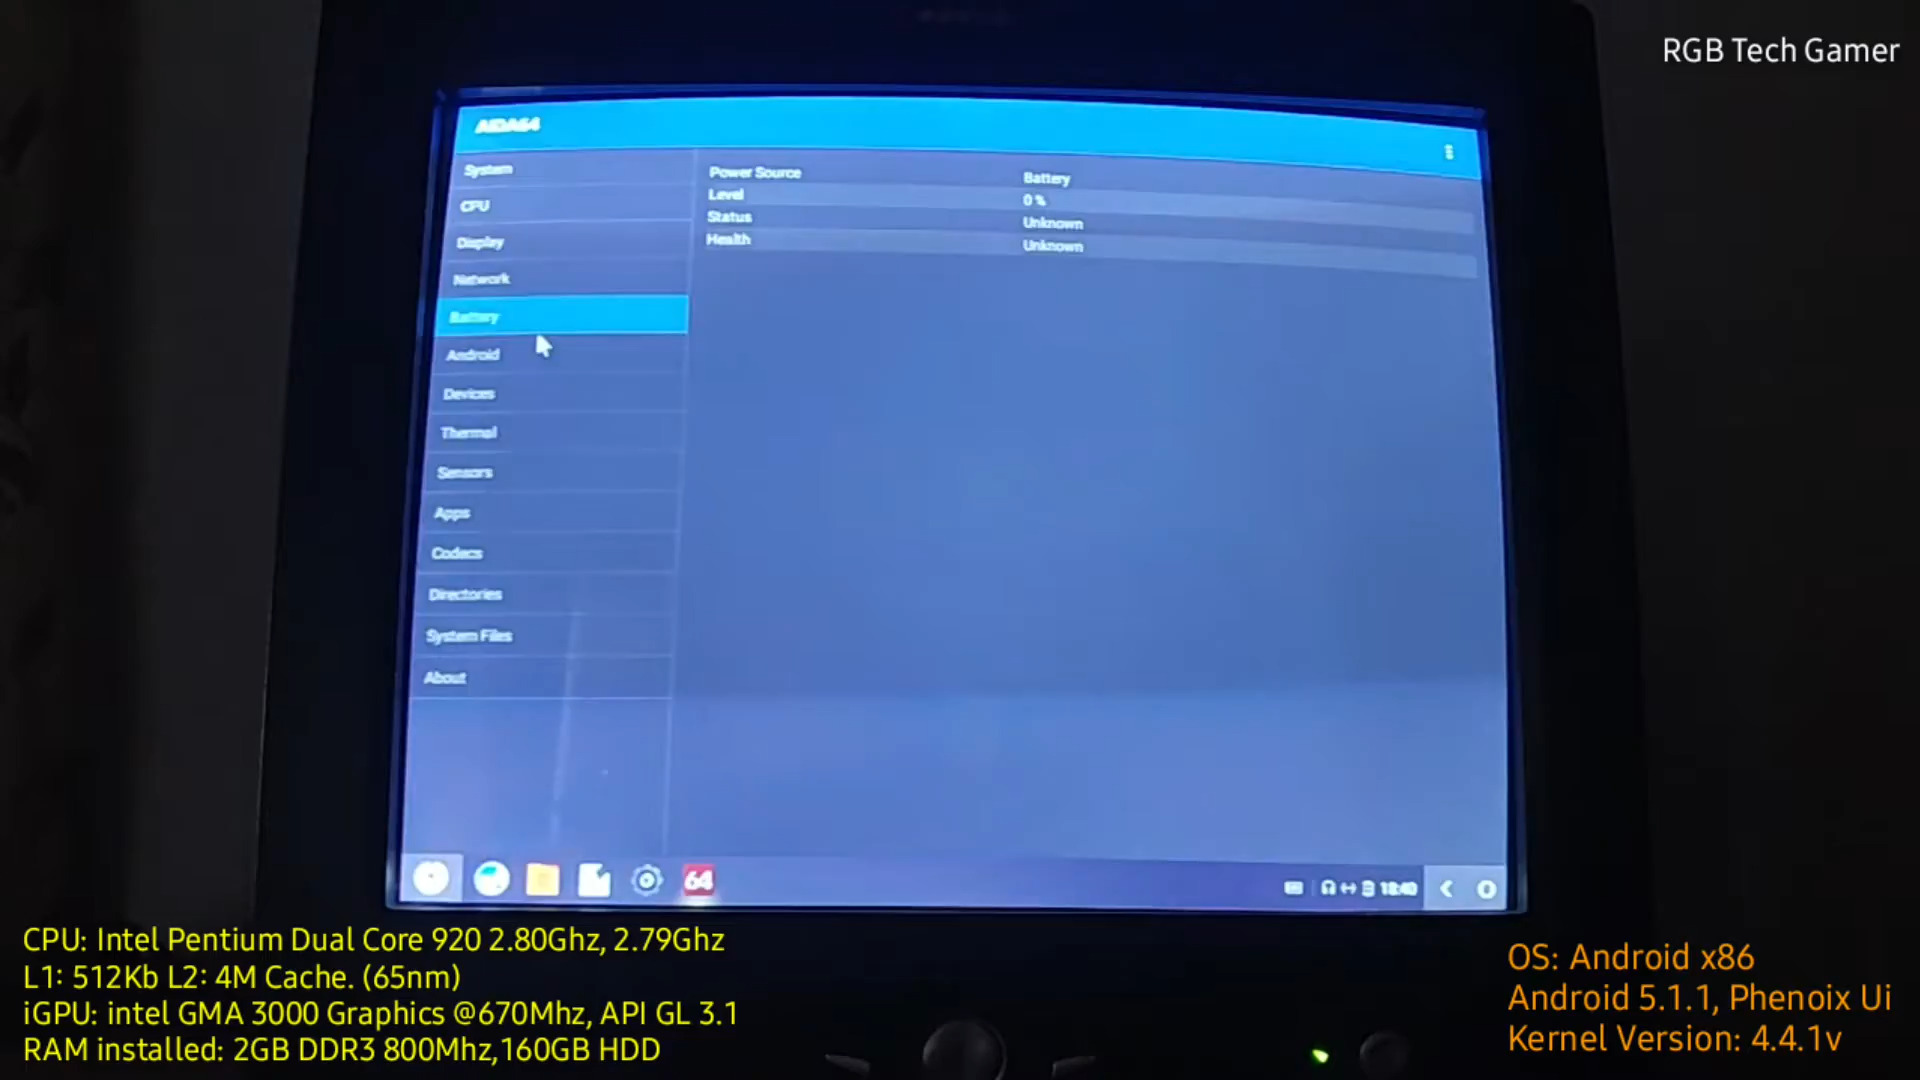 RGB Tech Gamer
AIDA64
System
CPU
Display
Network
Battery
Android
Devices
Thermal
Sensors
Apps
Codecs
Directories
System Files
About
Power Source Battery
Level 0 %
Status Unknown
Health Unknown
64
18:40
CPU: Intel Pentium Dual Core 920 2.80Ghz, 2.79Ghz
L1: 512Kb L2: 4M Cache. (65nm)
iGPU: intel GMA 3000 Graphics @670Mhz, API GL 3.1
RAM installed: 2GB DDR3 800Mhz,160GB HDD
OS: Android x86
Android 5.1.1, Phenoix Ui
Kernel Version: 4.4.1v